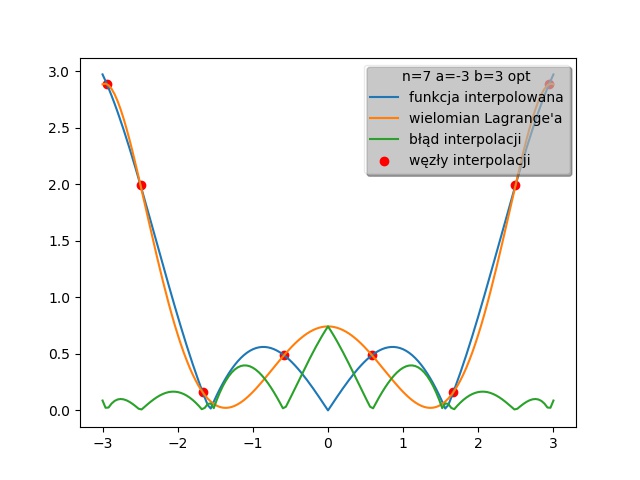 n=7 a=-3 b=3 opt
funkcja interpolowana
wielomian Lagrange'a
błąd interpolacji
węzły interpolacji
3.0
2.5
2.0
1.5
1.0
0.5
0.0
−3 −2 −1 0 1 2 3